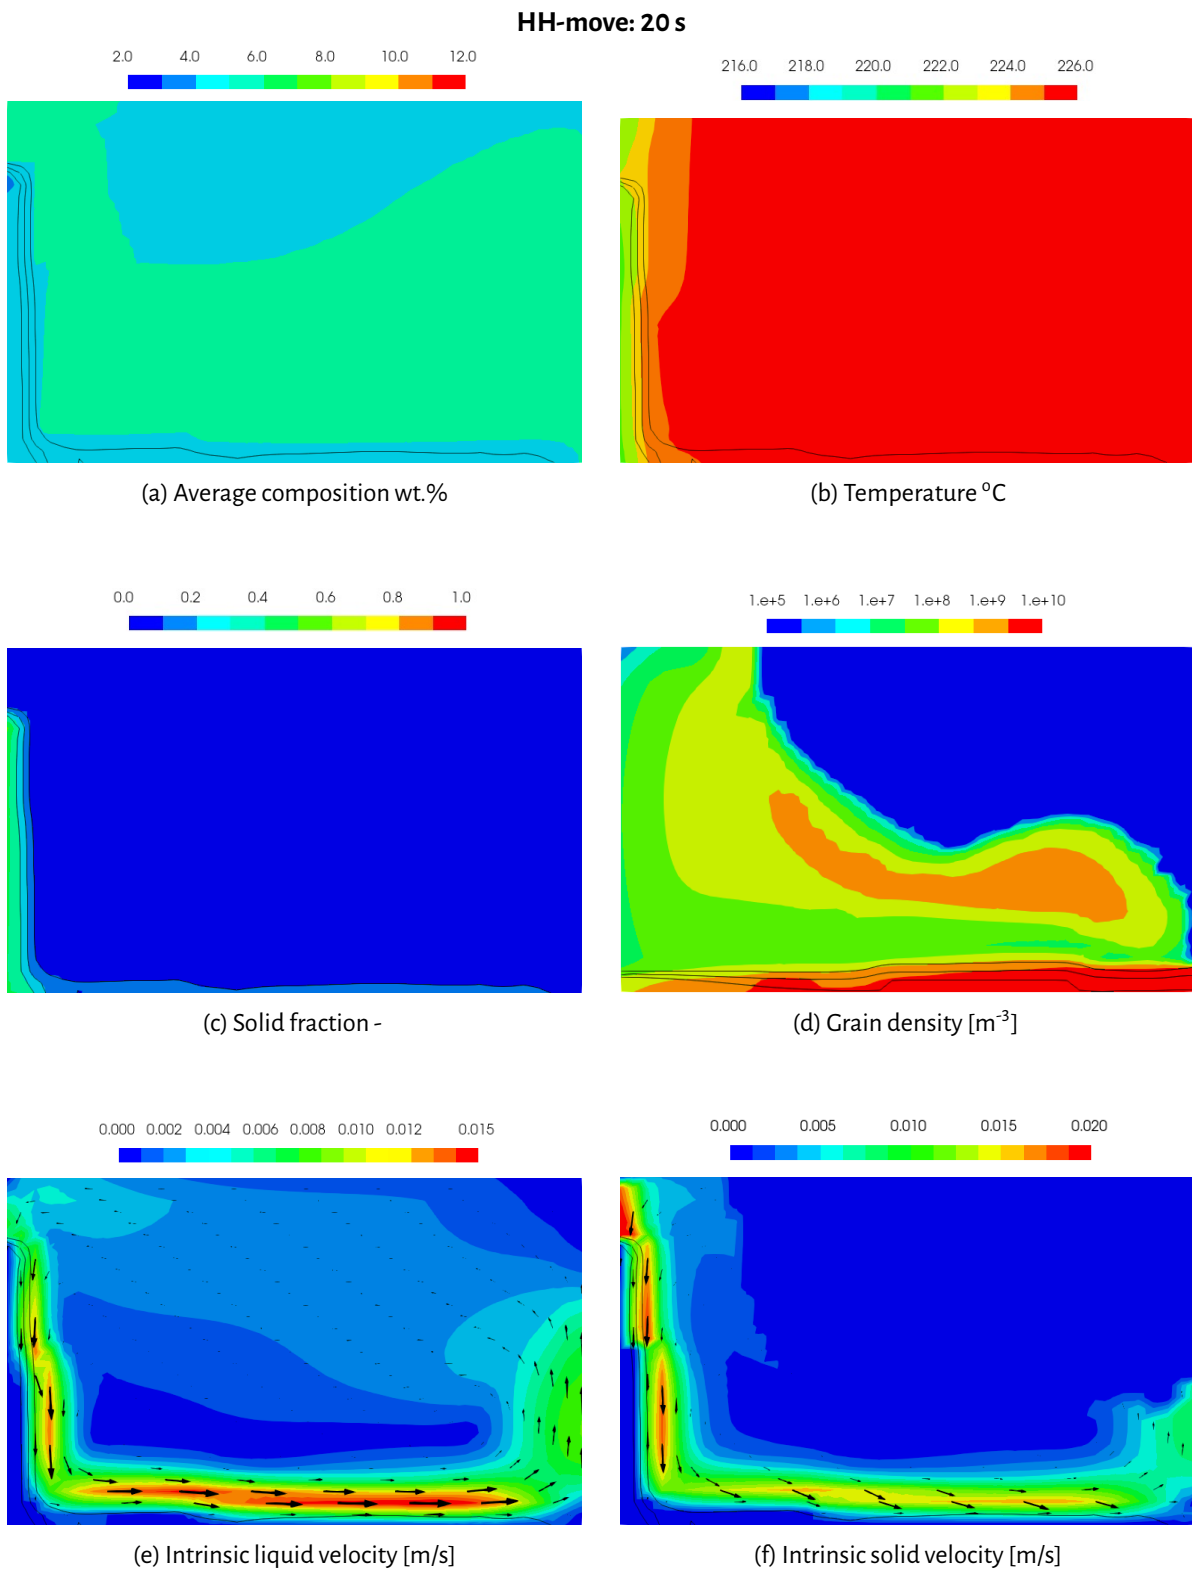 HH-move: 20 s
2.0 4.0 6.0 8.0 10.0 12.0
216.0 218.0 220.0 222.0 224.0 226.0
(a) Average composition wt.%
(b) Temperature ⁰C
0.0 0.2 0.4 0.6 0.8 1.0
1.e+5 1.e+6 1.e+7 1.e+8 1.e+9 1.e+10
(c) Solid fraction -
(d) Grain density [m⁻³]
0.000 0.002 0.004 0.006 0.008 0.010 0.012 0.015
0.000 0.005 0.010 0.015 0.020
(e) Intrinsic liquid velocity [m/s]
(f) Intrinsic solid velocity [m/s]